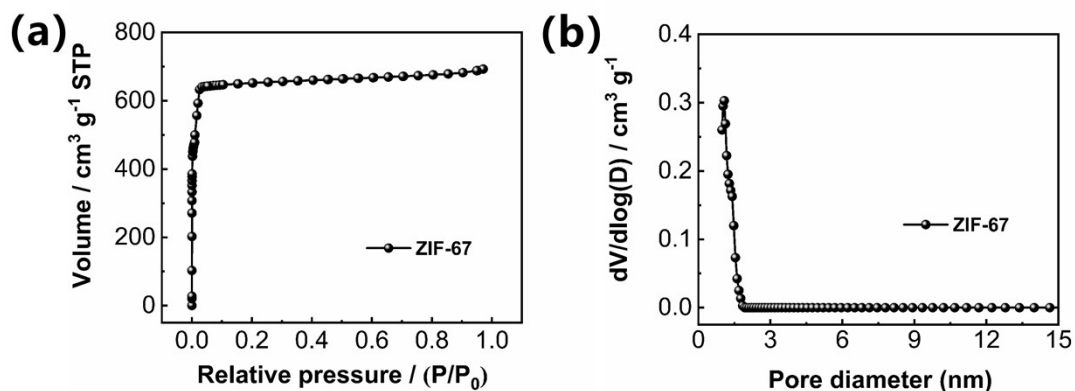 (a)
Volume / cm³ g⁻¹ STP
800
600
400
200
0
ZIF-67
0.0 0.2 0.4 0.6 0.8 1.0
Relative pressure / (P/P₀)
(b)
dV/dlog(D) / cm³ g⁻¹
0.4
0.3
0.2
0.1
0.0
ZIF-67
0 3 6 9 12 15
Pore diameter (nm)